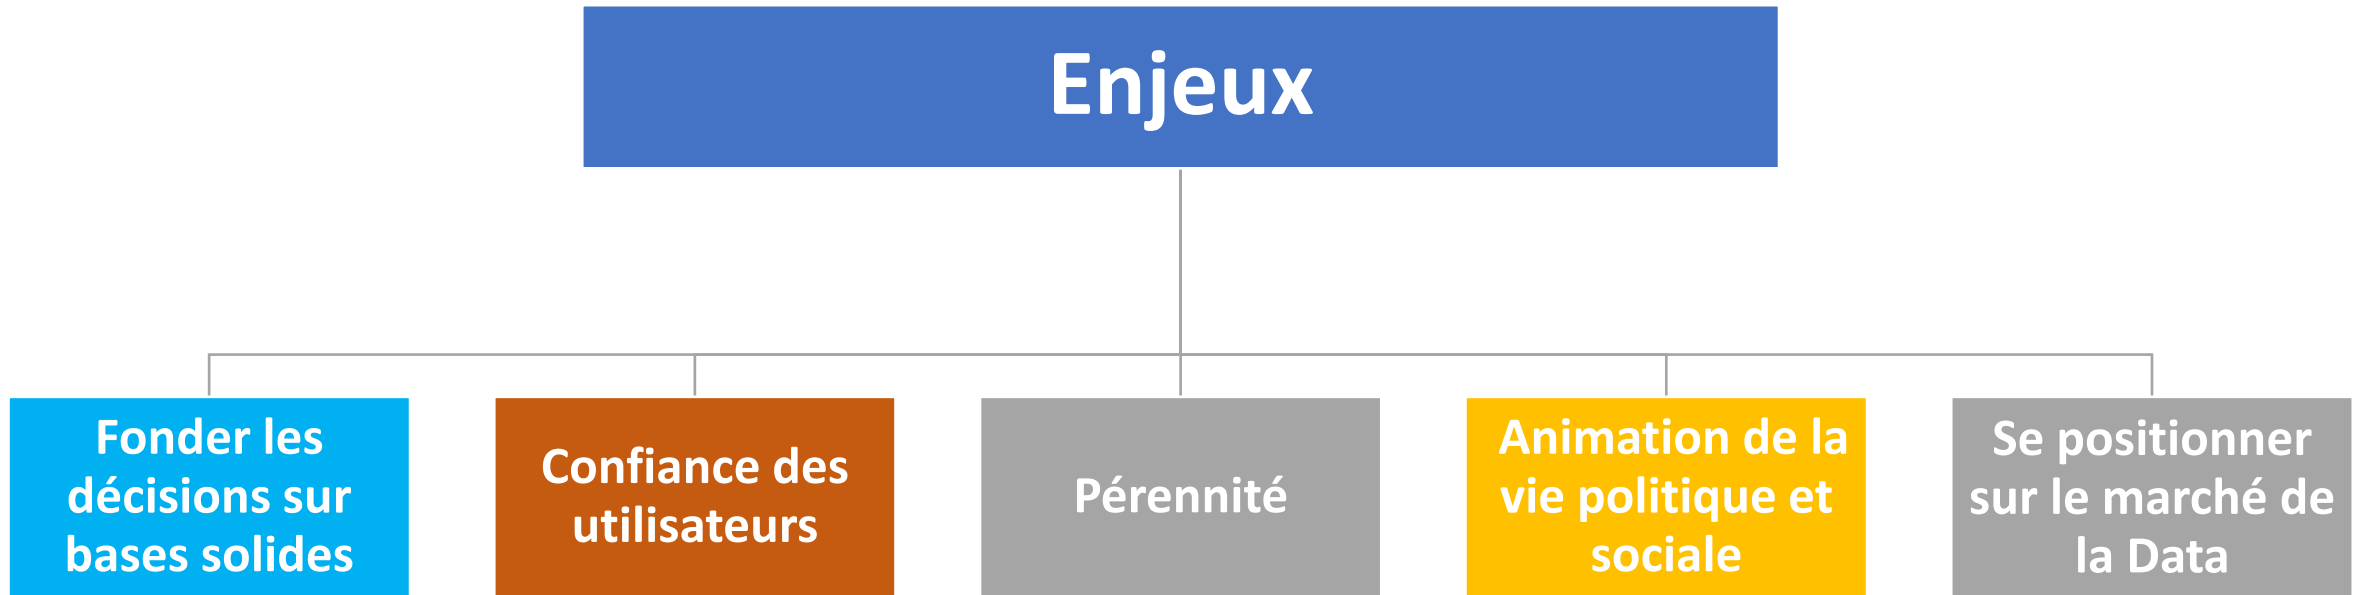 Enjeux
Fonder les
décisions sur
bases solides
Confiance des
utilisateurs
Pérennité
Animation de la
vie politique et
sociale
Se positionner
sur le marché de
la Data